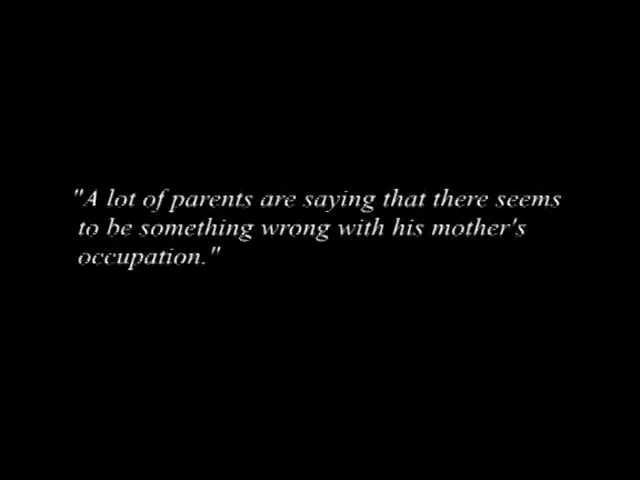 "A lot of parents are saying that there seems
to be something wrong with his mother's
occupation."